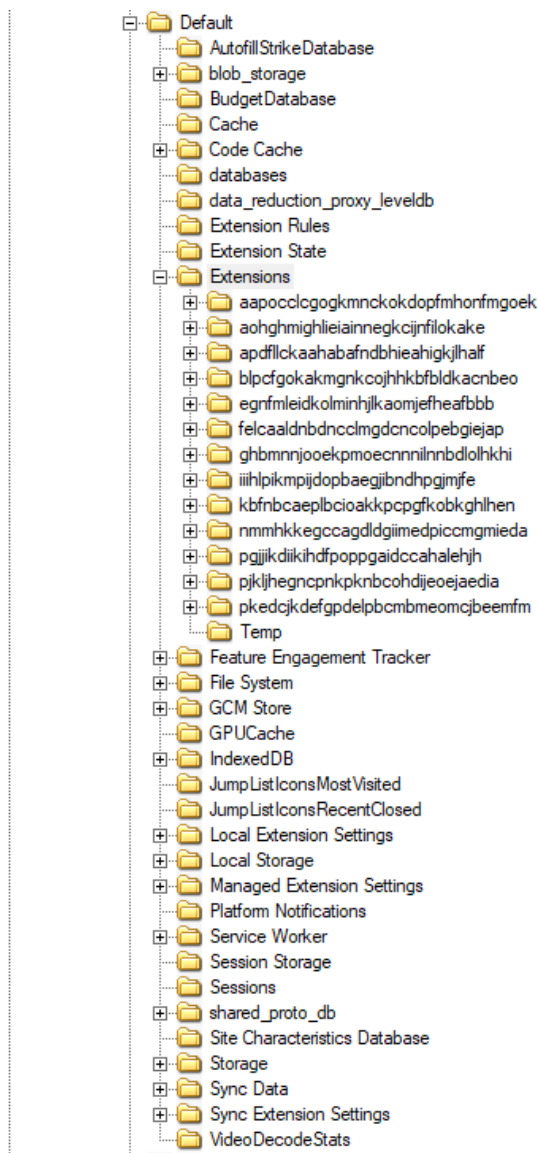 Default
AutofillStrikeDatabase
blob_storage
BudgetDatabase
Cache
Code Cache
databases
data_reduction_proxy_leveldb
Extension Rules
Extension State
Extensions
aapocclcgogkmnckokdopfmhonfmgoek
aohghmighlieiainnegkcijnfilokake
apdfllckaahabafndbhieahigkjlhalf
blpcfgokakmgnkcojhhkbfbldkacnbeo
egnfmleidkolminhjlkaomjefheafbbb
felcaaldnbdncclmgdcncolpebgiejap
ghbmnnjooekpmoecnnnilnnbdlolhkhi
iiihlpikmpijdopbaegjibndhpgjmjfe
kbfnbcaeplbcioakkpcpgfkobkghlhen
nmmhkkegccagdldgiimedpiccmgmieda
pgjjikdiikihdfpoppgaidccahalehjh
pjkljhegncpnkpknbcohdijeoejaedia
pkedcjkdefgpdelpbcmbmeomcjbeemfm
Temp
Feature Engagement Tracker
File System
GCM Store
GPUCache
IndexedDB
JumpListIconsMostVisited
JumpListIconsRecentClosed
Local Extension Settings
Local Storage
Managed Extension Settings
Platform Notifications
Service Worker
Session Storage
Sessions
shared_proto_db
Site Characteristics Database
Storage
Sync Data
Sync Extension Settings
VideoDecodeStats